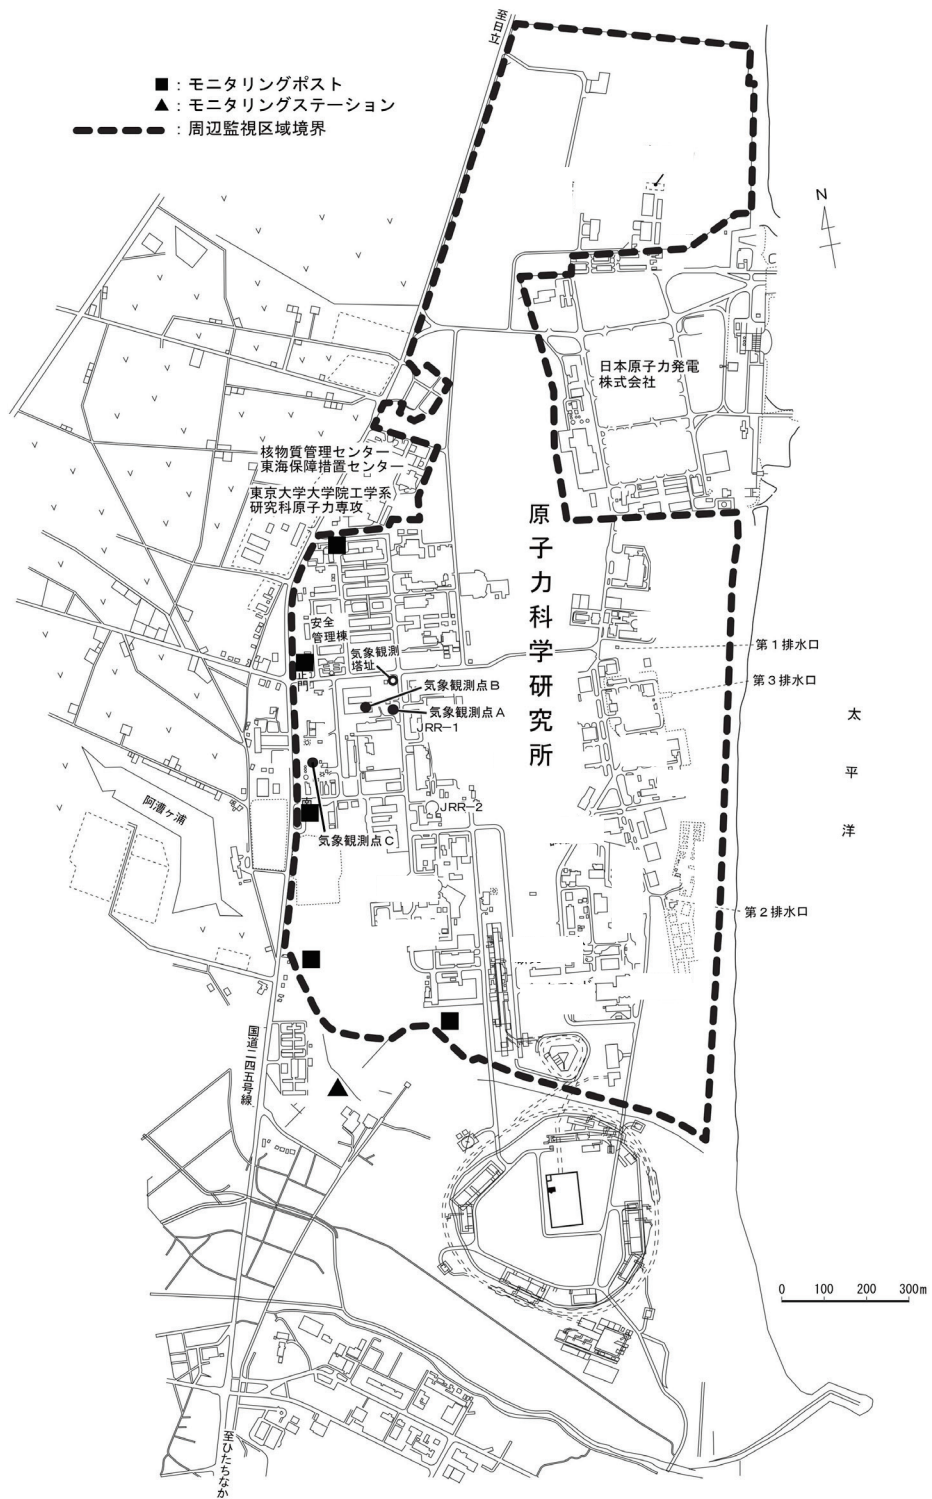 至日立
■：モニタリングポスト
▲：モニタリングステーション
：周辺監視区域境界
N
日本原子力発電
株式会社
核物質管理センター
東海保障措置センター
東京大学大学院工学系
研究科原子力専攻
原子力科学研究所
安全
管理棟
気象観測
塔址
正門
気象観測点B
気象観測点A
JRR−1
第１排水口
第３排水口
太平洋
阿漕ヶ浦
南
JRR−2
気象観測点C
第２排水口
国道二四五号線
0 100 200 300m
至ひたちなか